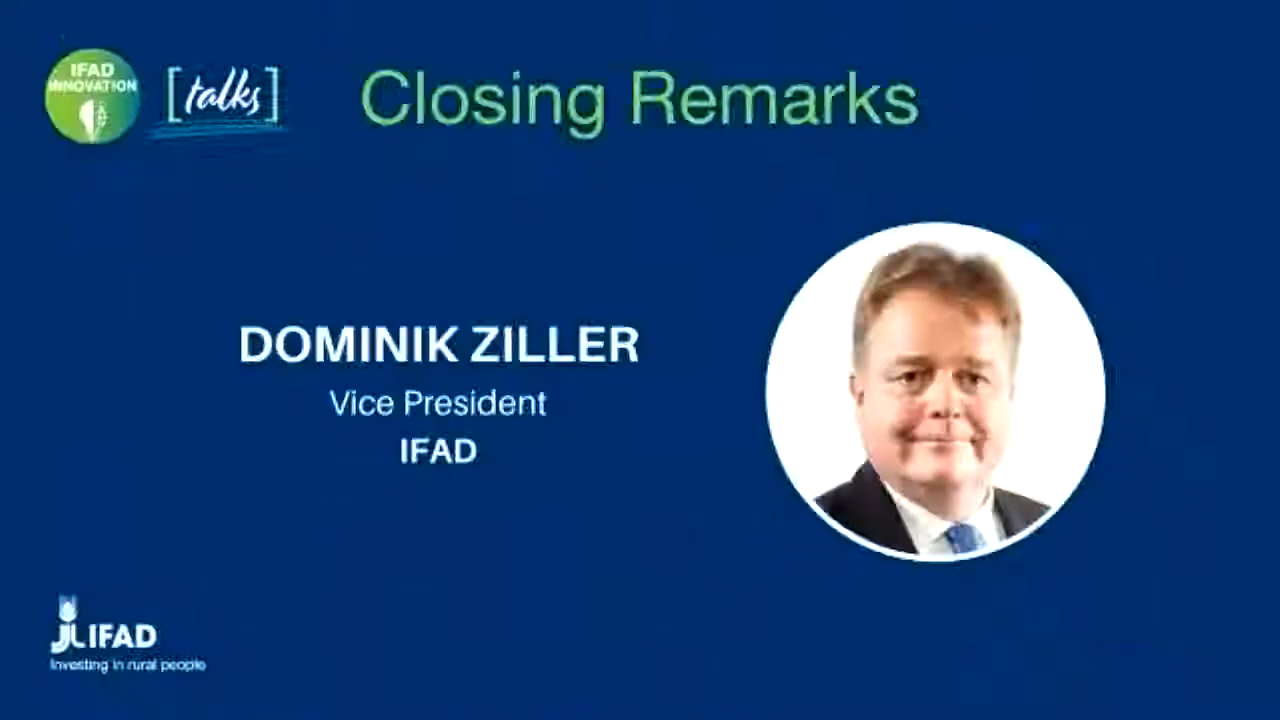 IFAD
INNOVATION
[talks]
Closing Remarks
DOMINIK ZILLER
Vice President
IFAD
IFAD
Investing in rural people